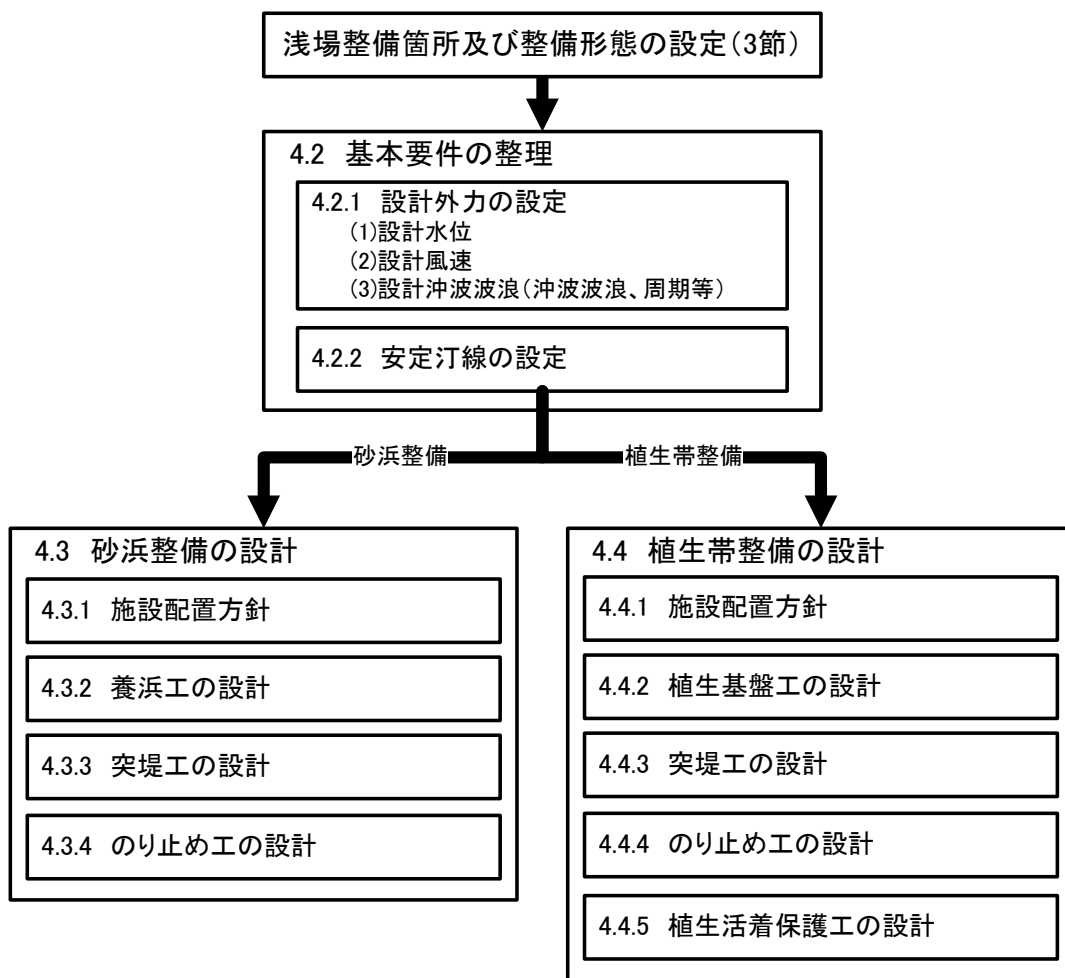 浅場整備箇所及び整備形態の設定(3節)
4.2 基本要件の整理
4.2.1 設計外力の設定
(1)設計水位
(2)設計風速
(3)設計沖波波浪(沖波波浪、周期等)
4.2.2 安定汀線の設定
砂浜整備
植生帯整備
4.3 砂浜整備の設計
4.3.1 施設配置方針
4.3.2 養浜工の設計
4.3.3 突堤工の設計
4.3.4 のり止め工の設計
4.4 植生帯整備の設計
4.4.1 施設配置方針
4.4.2 植生基盤工の設計
4.4.3 突堤工の設計
4.4.4 のり止め工の設計
4.4.5 植生活着保護工の設計